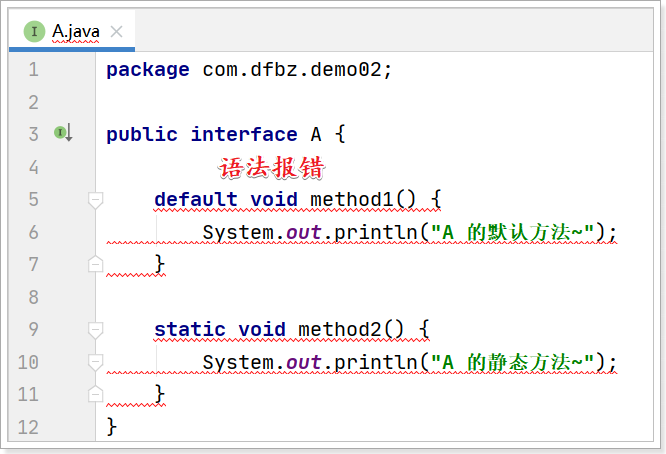 A.java
1 package com.dfbz.demo02;
2
3 public interface A {
4 语法报错
5 default void method1() {
6 System.out.println("A 的默认方法~");
7 }
8
9 static void method2() {
10 System.out.println("A 的静态方法~");
11 }
12 }